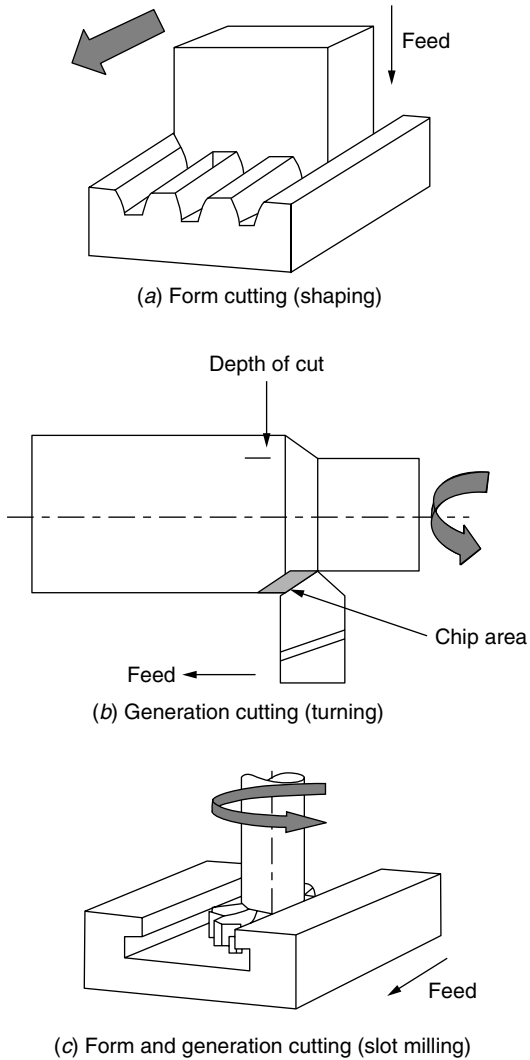 Feed
(a) Form cutting (shaping)
Depth of cut
Chip area
Feed
(b) Generation cutting (turning)
Feed
(c) Form and generation cutting (slot milling)